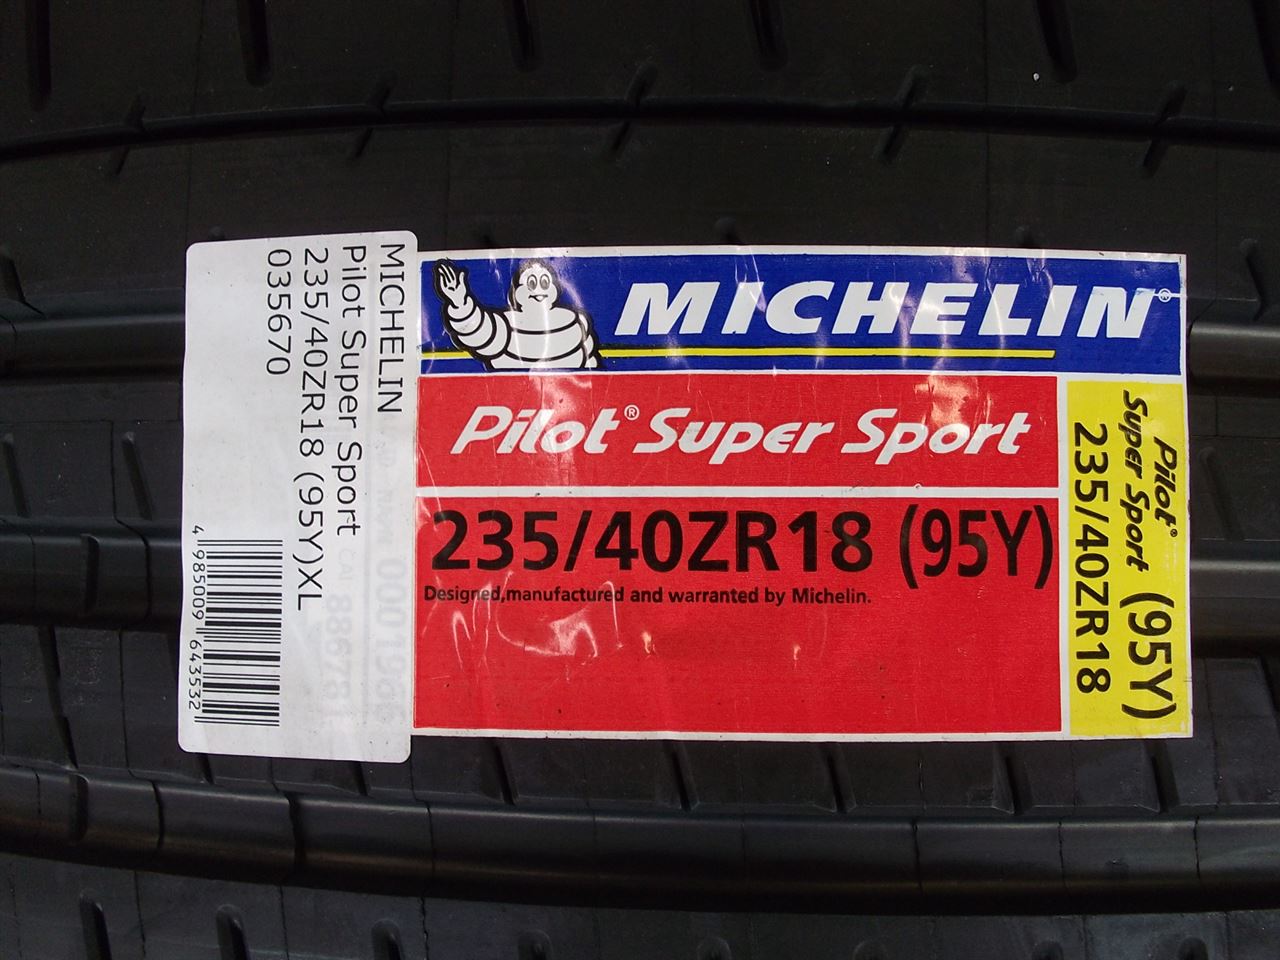 MICHELIN
Pilot Super Sport
235/40ZR18 (95Y)XL
035670
4 985009 643532
MICHELIN®
Pilot® Super Sport
235/40ZR18 (95Y)
Designed,manufactured and warranted by Michelin.
Pilot®
Super Sport (95Y)
235/40ZR18